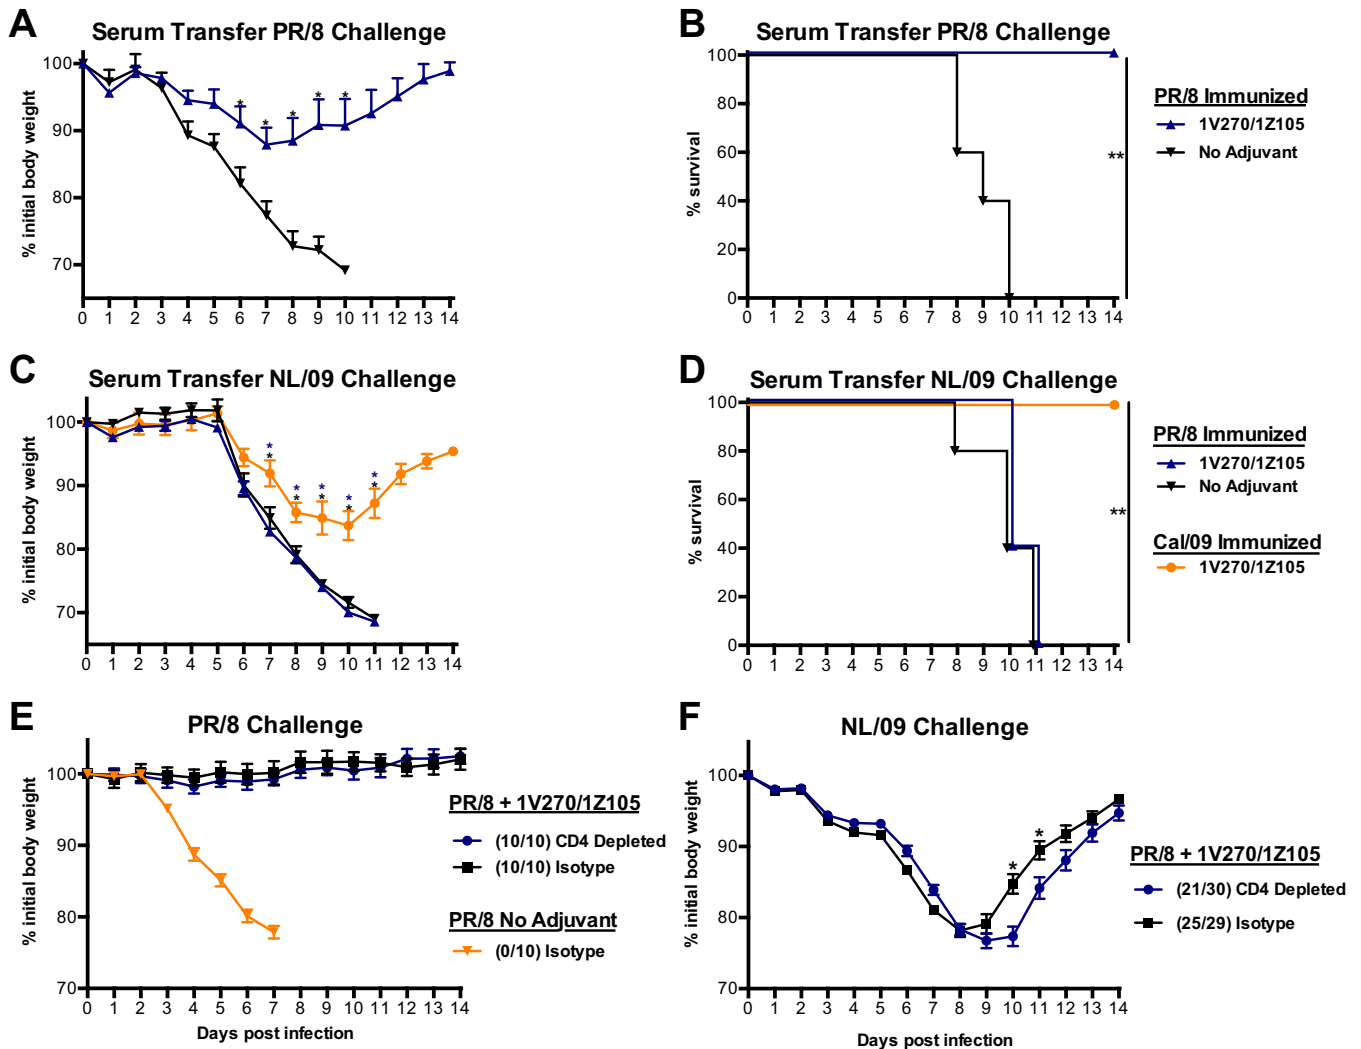 A
Serum Transfer PR/8 Challenge
% initial body weight
100
90
80
70
* * * * *
0 1 2 3 4 5 6 7 8 9 10 11 12 13 14
B
Serum Transfer PR/8 Challenge
% survival
100
80
60
40
20
0
0 1 2 3 4 5 6 7 8 9 10 11 12 13 14
**
PR/8 Immunized
1V270/1Z105
No Adjuvant
C
Serum Transfer NL/09 Challenge
% initial body weight
100
90
80
70
* * * * *
* * * * *
0 1 2 3 4 5 6 7 8 9 10 11 12 13 14
D
Serum Transfer NL/09 Challenge
% survival
100
80
60
40
20
0
0 1 2 3 4 5 6 7 8 9 10 11 12 13 14
**
PR/8 Immunized
1V270/1Z105
No Adjuvant
Cal/09 Immunized
1V270/1Z105
E
PR/8 Challenge
% initial body weight
100
90
80
70
0 1 2 3 4 5 6 7 8 9 10 11 12 13 14
Days post infection
PR/8 + 1V270/1Z105
(10/10) CD4 Depleted
(10/10) Isotype
PR/8 No Adjuvant
(0/10) Isotype
F
NL/09 Challenge
% initial body weight
100
90
80
70
* *
0 1 2 3 4 5 6 7 8 9 10 11 12 13 14
Days post infection
PR/8 + 1V270/1Z105
(21/30) CD4 Depleted
(25/29) Isotype